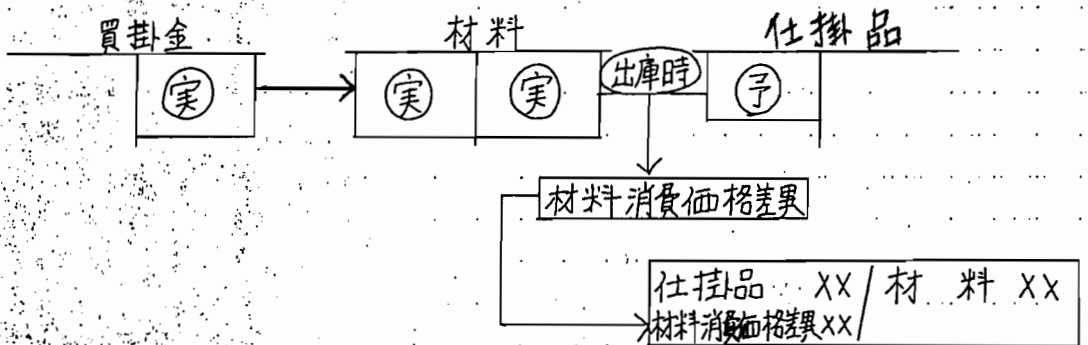 買掛金 材料 仕掛品
実 実 実 出庫時 予
材料消費価格差異
仕掛品 XX / 材料 XX
材料消費価格差異XX /